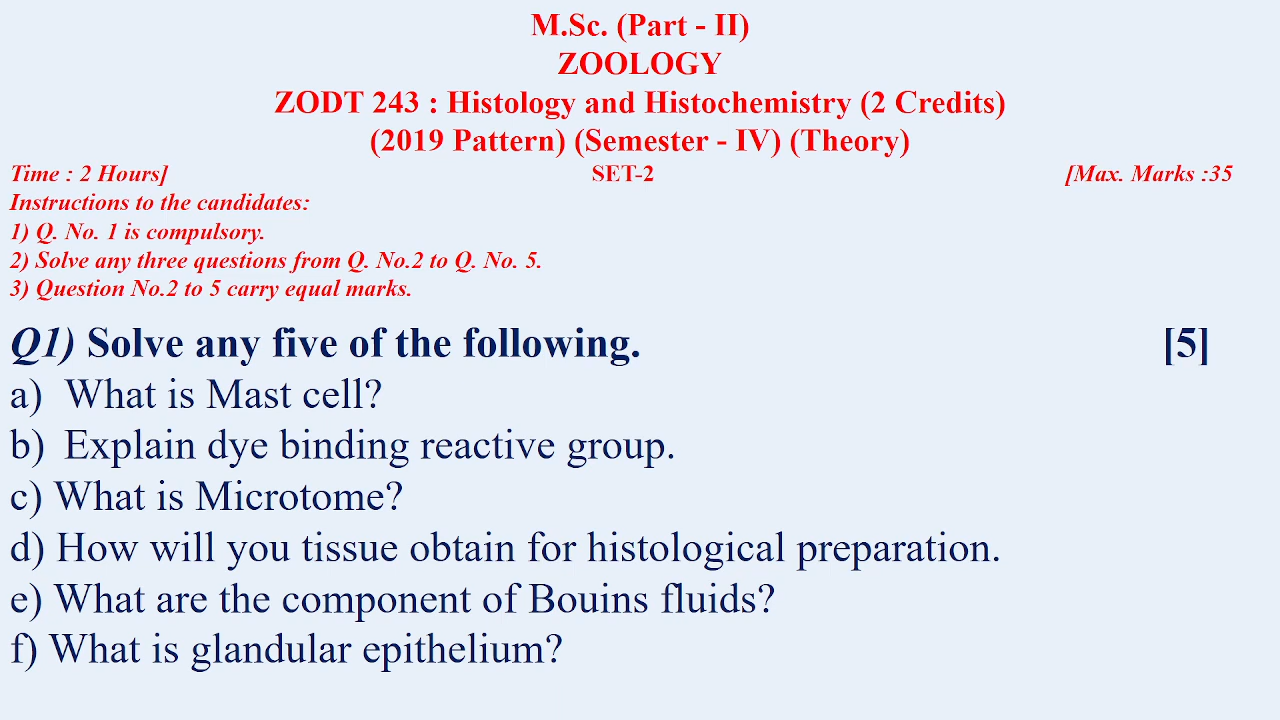 M.Sc. (Part - II)
ZOOLOGY
ZODT 243 : Histology and Histochemistry (2 Credits)
(2019 Pattern) (Semester - IV) (Theory)
Time : 2 Hours] SET-2 [Max. Marks :35
Instructions to the candidates:
1) Q. No. 1 is compulsory.
2) Solve any three questions from Q. No.2 to Q. No. 5.
3) Question No.2 to 5 carry equal marks.
Q1) Solve any five of the following. [5]
a) What is Mast cell?
b) Explain dye binding reactive group.
c) What is Microtome?
d) How will you tissue obtain for histological preparation.
e) What are the component of Bouins fluids?
f) What is glandular epithelium?